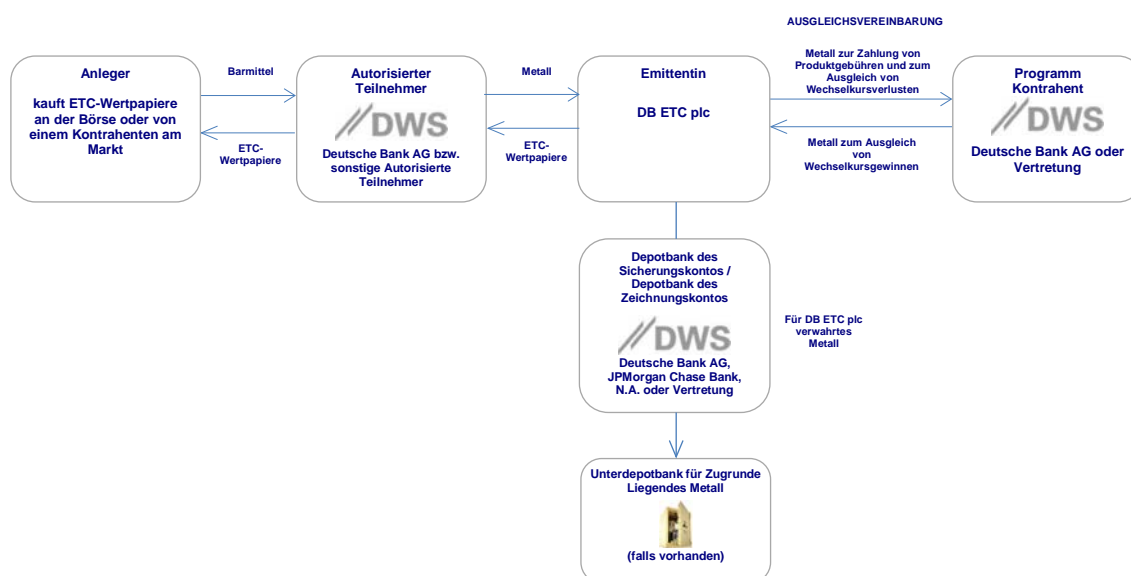 AUSGLEICHSVEREINBARUNG
Anleger
kauft ETC-Wertpapiere
an der Börse oder von
einem Kontrahenten am
Markt
Barmittel
ETC-
Wertpapiere
Autorisierter
Teilnehmer
DWS
Deutsche Bank AG bzw.
sonstige Autorisierte
Teilnehmer
Metall
ETC-
Wertpapiere
Emittentin
DB ETC plc
Metall zur Zahlung von
Produktgebühren und zum
Ausgleich von
Wechselkursverlusten
Metall zum Ausgleich
von
Wechselkursgewinnen
Programm
Kontrahent
DWS
Deutsche Bank AG oder
Vertretung
Depotbank des
Sicherungskontos /
Depotbank des
Zeichnungskontos
DWS
Deutsche Bank AG,
JPMorgan Chase Bank,
N.A. oder Vertretung
Für DB ETC plc
verwahrtes
Metall
Unterdepotbank für Zugrunde
Liegendes Metall
(falls vorhanden)